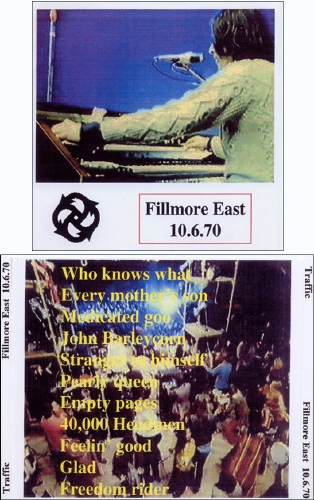 Fillmore East
10.6.70
Fillmore East 10.6.70
Traffic
Who knows what
Every mother's son
Medicated goo
John Barleycorn
Stranger to himself
Pearly queen
Empty pages
40,000 Headmen
Feelin' good
Glad
Freedom rider
Traffic
Fillmore East 10.6.70